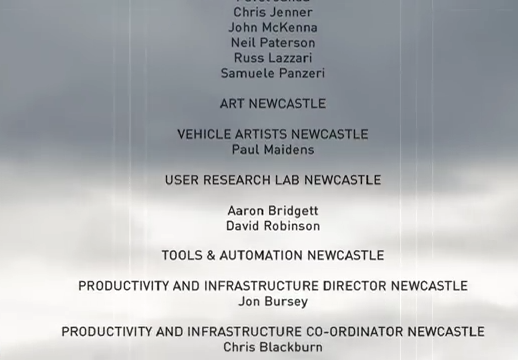 Chris Jenner
John McKenna
Neil Paterson
Russ Lazzari
Samuele Panzeri
ART NEWCASTLE
VEHICLE ARTISTS NEWCASTLE
Paul Maidens
USER RESEARCH LAB NEWCASTLE
Aaron Bridgett
David Robinson
TOOLS & AUTOMATION NEWCASTLE
PRODUCTIVITY AND INFRASTRUCTURE DIRECTOR NEWCASTLE
Jon Bursey
PRODUCTIVITY AND INFRASTRUCTURE CO-ORDINATOR NEWCASTLE
Chris Blackburn